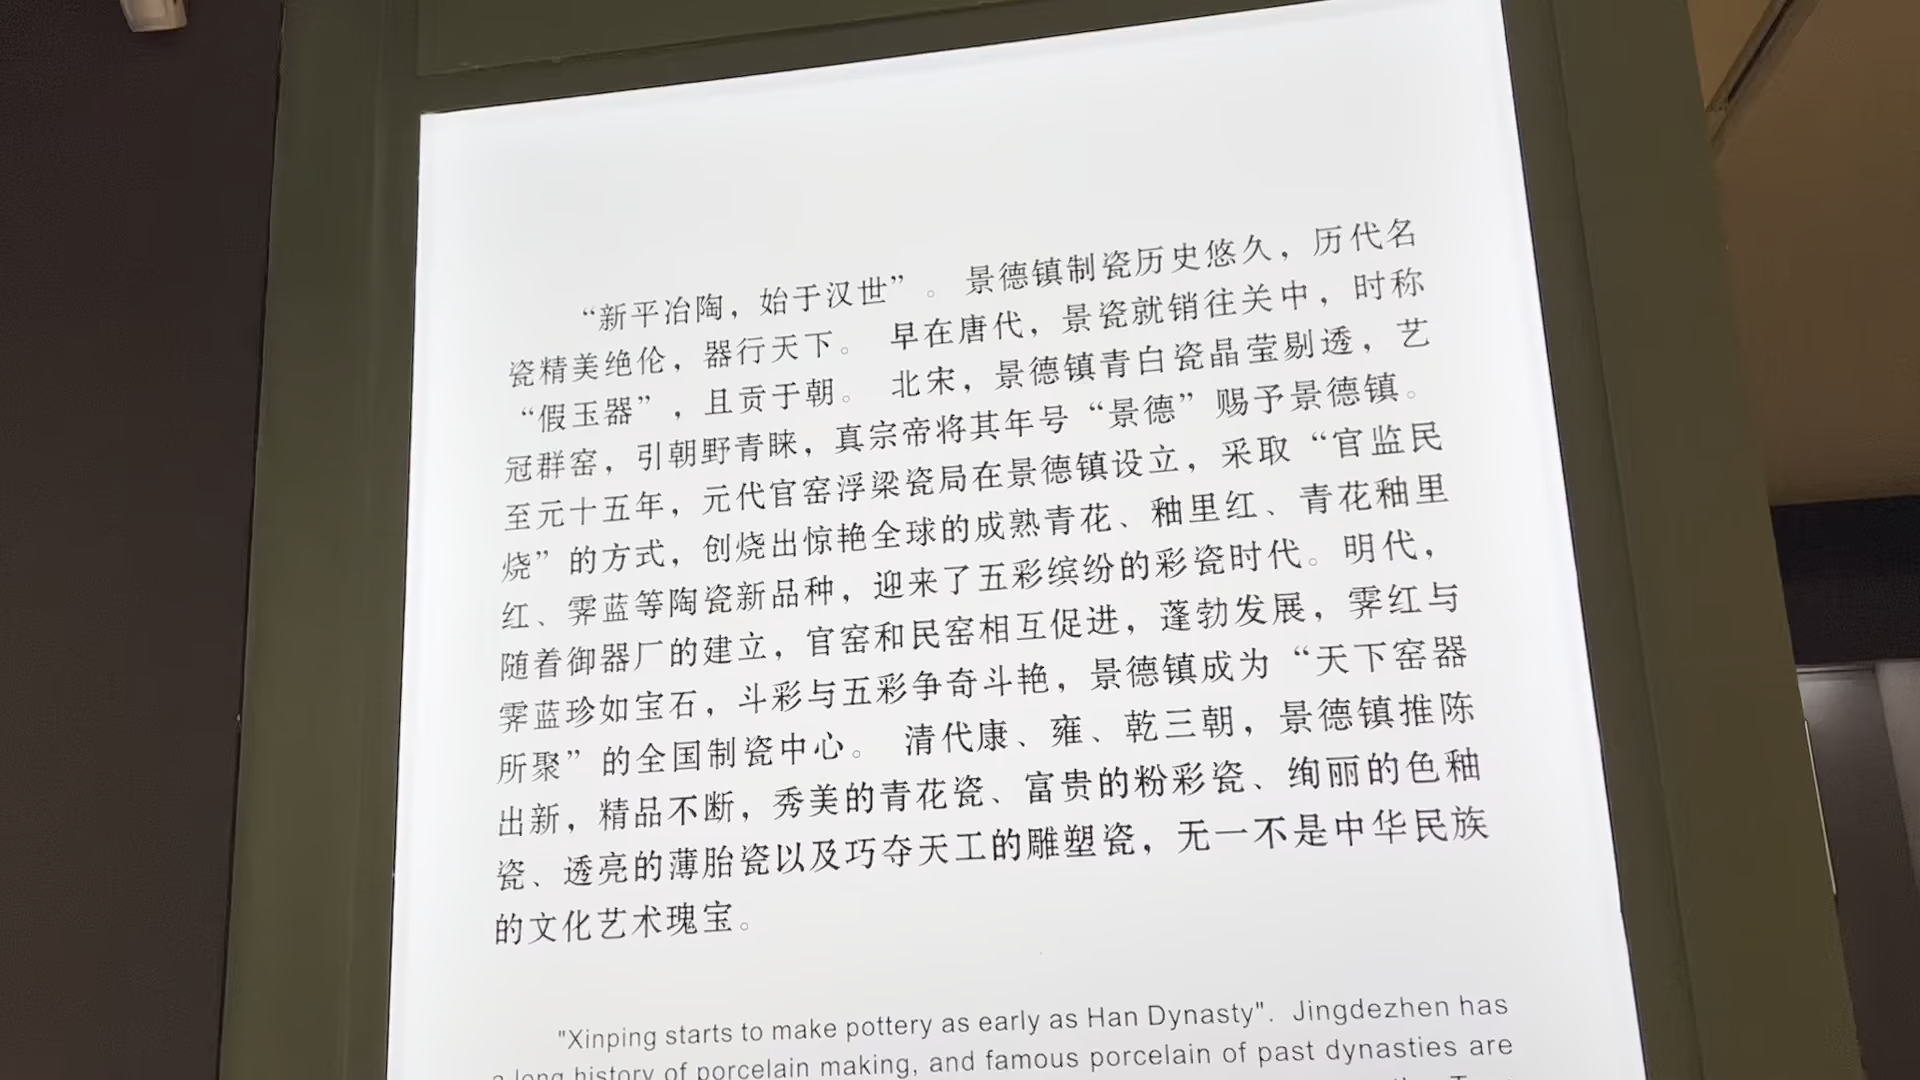 “新平冶陶，始于汉世”。 景德镇制瓷历史悠久，历代名
瓷精美绝伦，器行天下。 早在唐代，景瓷就销往关中，时称
“假玉器”，且贡于朝。 北宋，景德镇青白瓷晶莹剔透，艺
冠群窑，引朝野青睐，真宗帝将其年号“景德”赐予景德镇。
至元十五年，元代官窑浮梁瓷局在景德镇设立，采取“官监民
烧”的方式，创烧出惊艳全球的成熟青花、釉里红、青花釉里
红、霁蓝等陶瓷新品种，迎来了五彩缤纷的彩瓷时代。明代，
随着御器厂的建立，官窑和民窑相互促进，蓬勃发展，霁红与
霁蓝珍如宝石，斗彩与五彩争奇斗艳，景德镇成为“天下窑器
所聚”的全国制瓷中心。 清代康、雍、乾三朝，景德镇推陈
出新，精品不断，秀美的青花瓷、富贵的粉彩瓷、绚丽的色釉
瓷、透亮的薄胎瓷以及巧夺天工的雕塑瓷，无一不是中华民族
的文化艺术瑰宝。
"Xinping starts to make pottery as early as Han Dynasty". Jingdezhen has
a long history of porcelain making, and famous porcelain of past dynasties are